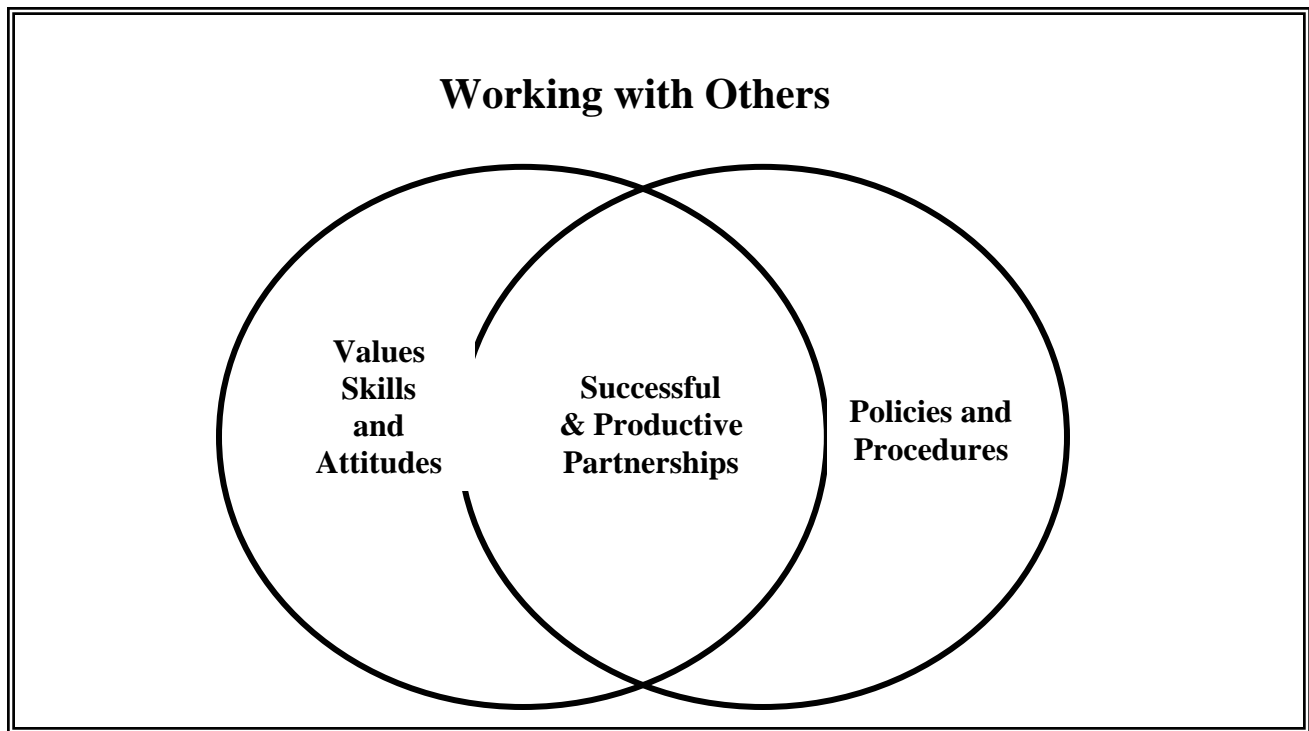 Working with Others
Values
Skills
and
Attitudes
Successful
& Productive
Partnerships
Policies and
Procedures